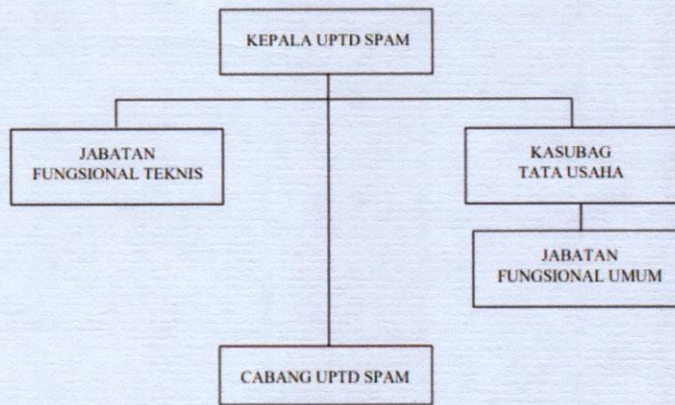 KEPALA UPTD SPAM
JABATAN
FUNGSIONAL TEKNIS
KASUBAG
TATA USAHA
JABATAN
FUNGSIONAL UMUM
CABANG UPTD SPAM